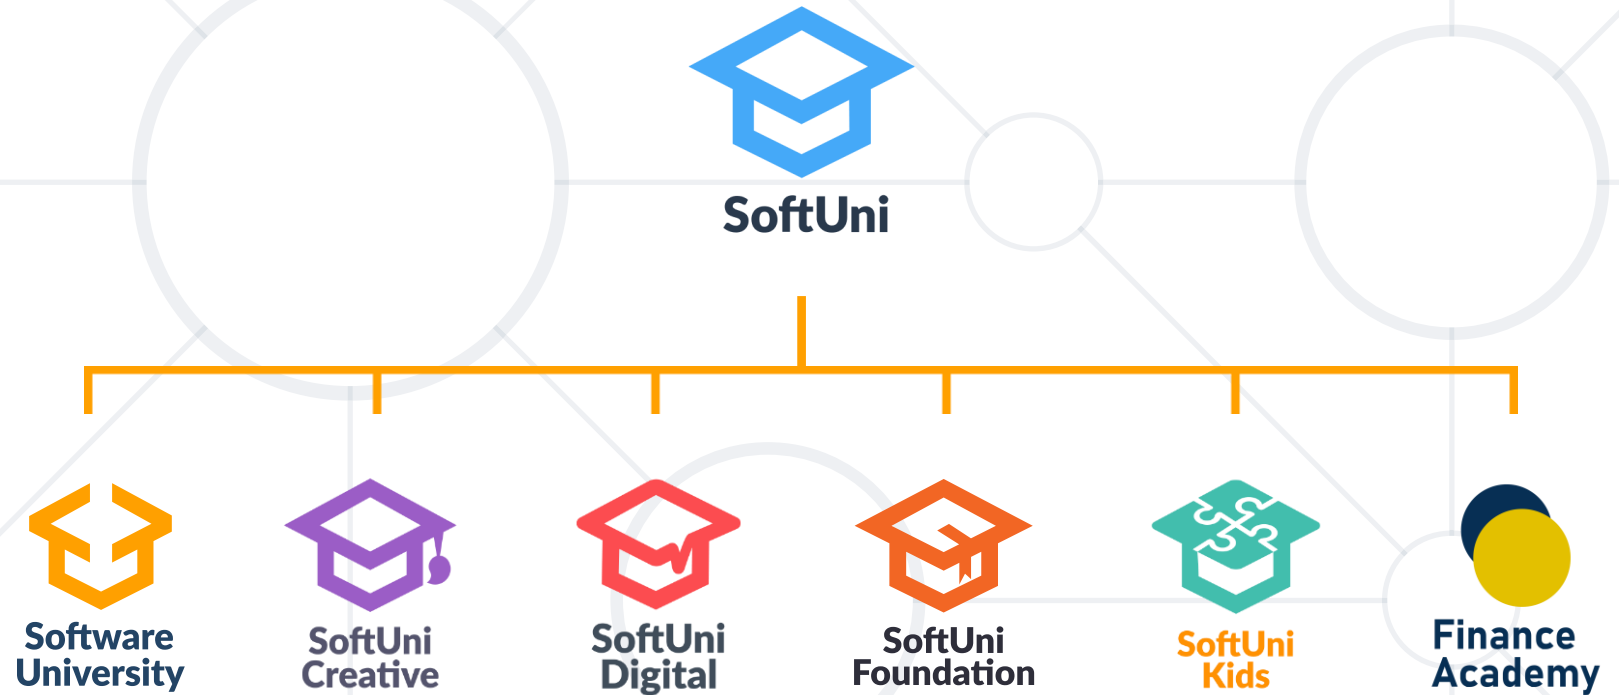 SoftUni
Software
University
SoftUni
Creative
SoftUni
Digital
SoftUni
Foundation
SoftUni
Kids
Finance
Academy